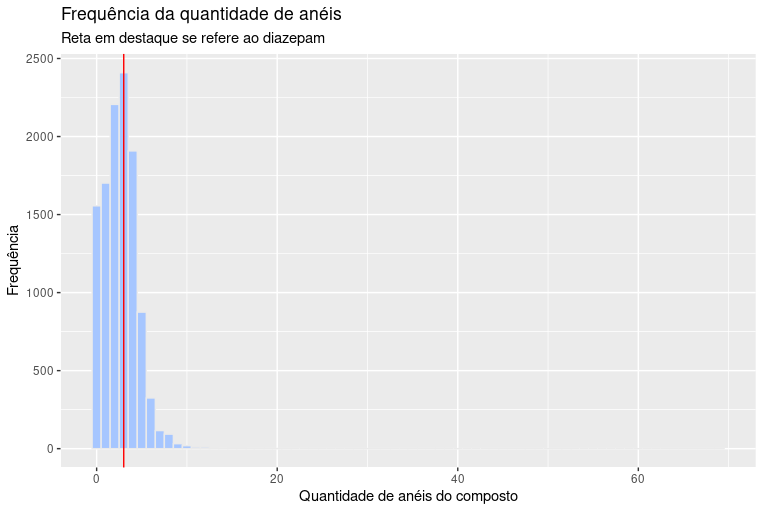 Frequência da quantidade de anéis
Reta em destaque se refere ao diazepam
2500
2000
1500
1000
500
0
Frequência
0 20 40 60
Quantidade de anéis do composto